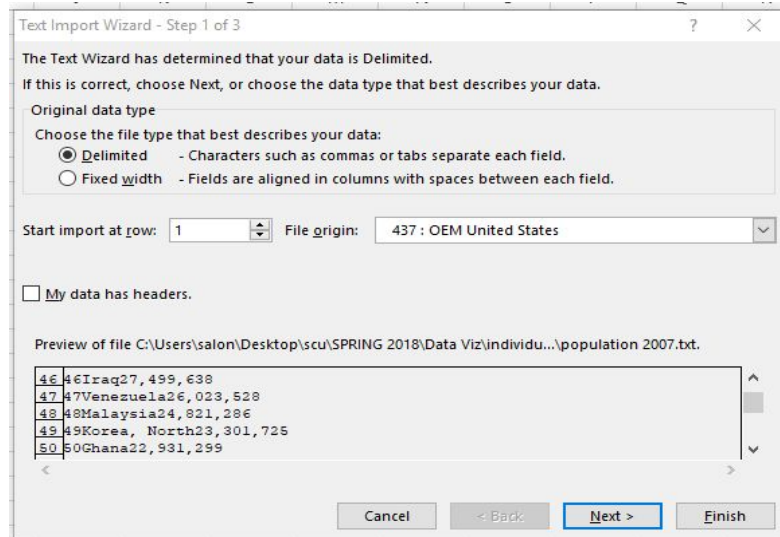 Text Import Wizard - Step 1 of 3 ? ×
The Text Wizard has determined that your data is Delimited.
If this is correct, choose Next, or choose the data type that best describes your data.
Original data type
Choose the file type that best describes your data:
Delimited - Characters such as commas or tabs separate each field.
Fixed width - Fields are aligned in columns with spaces between each field.
Start import at row: 1 File origin: 437 : OEM United States
My data has headers.
Preview of file C:\Users\salon\Desktop\scu\SPRING 2018\Data Viz\individu...\population 2007.txt.
46 46Iraq27,499,638
47 47Venezuela26,023,528
48 48Malaysia24,821,286
49 49Korea, North23,301,725
50 50Ghana22,931,299
Cancel < Back Next > Finish